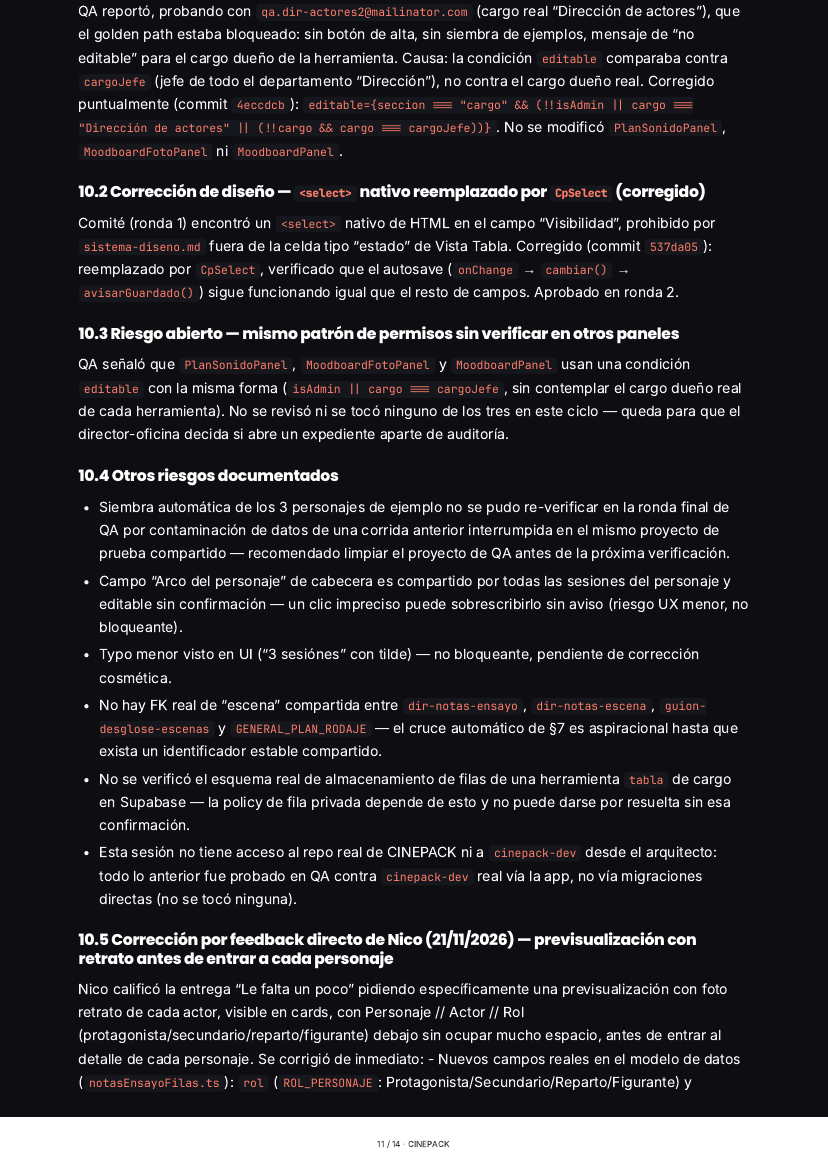 QA reportó, probando con qa.dir-actores2@mailinator.com (cargo real “Dirección de actores”), que
el golden path estaba bloqueado: sin botón de alta, sin siembra de ejemplos, mensaje de “no
editable” para el cargo dueño de la herramienta. Causa: la condición editable comparaba contra
cargoJefe (jefe de todo el departamento “Dirección”), no contra el cargo dueño real. Corregido
puntualmente (commit 4eccdcb): editable={seccion === "cargo" && (!!isAdmin || cargo ===
"Dirección de actores" || (!!cargo && cargo === cargoJefe))}. No se modificó PlanSonidoPanel,
MoodboardFotoPanel ni MoodboardPanel.
10.2 Corrección de diseño — <select> nativo reemplazado por CpSelect (corregido)
Comité (ronda 1) encontró un <select> nativo de HTML en el campo “Visibilidad”, prohibido por
sistema-diseno.md fuera de la celda tipo “estado” de Vista Tabla. Corregido (commit 537da05):
reemplazado por CpSelect, verificado que el autosave (onChange → cambiar() →
avisarGuardado()) sigue funcionando igual que el resto de campos. Aprobado en ronda 2.
10.3 Riesgo abierto — mismo patrón de permisos sin verificar en otros paneles
QA señaló que PlanSonidoPanel, MoodboardFotoPanel y MoodboardPanel usan una condición
editable con la misma forma (isAdmin || cargo === cargoJefe, sin contemplar el cargo dueño real
de cada herramienta). No se revisó ni se tocó ninguno de los tres en este ciclo — queda para que el
director-oficina decida si abre un expediente aparte de auditoría.
10.4 Otros riesgos documentados
• Siembra automática de los 3 personajes de ejemplo no se pudo re-verificar en la ronda final de
QA por contaminación de datos de una corrida anterior interrumpida en el mismo proyecto de
prueba compartido — recomendado limpiar el proyecto de QA antes de la próxima verificación.
• Campo “Arco del personaje” de cabecera es compartido por todas las sesiones del personaje y
editable sin confirmación — un clic impreciso puede sobrescribirlo sin aviso (riesgo UX menor, no
bloqueante).
• Typo menor visto en UI (“3 sesiónes” con tilde) — no bloqueante, pendiente de corrección
cosmética.
• No hay FK real de “escena” compartida entre dir-notas-ensayo, dir-notas-escena, guion-
desglose-escenas y GENERAL_PLAN_RODAJE — el cruce automático de §7 es aspiracional hasta que
exista un identificador estable compartido.
• No se verificó el esquema real de almacenamiento de filas de una herramienta tabla de cargo
en Supabase — la policy de fila privada depende de esto y no puede darse por resuelta sin esa
confirmación.
• Esta sesión no tiene acceso al repo real de CINEPACK ni a cinepack-dev desde el arquitecto:
todo lo anterior fue probado en QA contra cinepack-dev real vía la app, no vía migraciones
directas (no se tocó ninguna).
10.5 Corrección por feedback directo de Nico (21/11/2026) — previsualización con
retrato antes de entrar a cada personaje
Nico calificó la entrega “Le falta un poco” pidiendo específicamente una previsualización con foto
retrato de cada actor, visible en cards, con Personaje // Actor // Rol
(protagonista/secundario/reparto/figurante) debajo sin ocupar mucho espacio, antes de entrar al
detalle de cada personaje. Se corrigió de inmediato: - Nuevos campos reales en el modelo de datos
(notasEnsayoFilas.ts): rol (ROL_PERSONAJE: Protagonista/Secundario/Reparto/Figurante) y
11 / 14 · CINEPACK